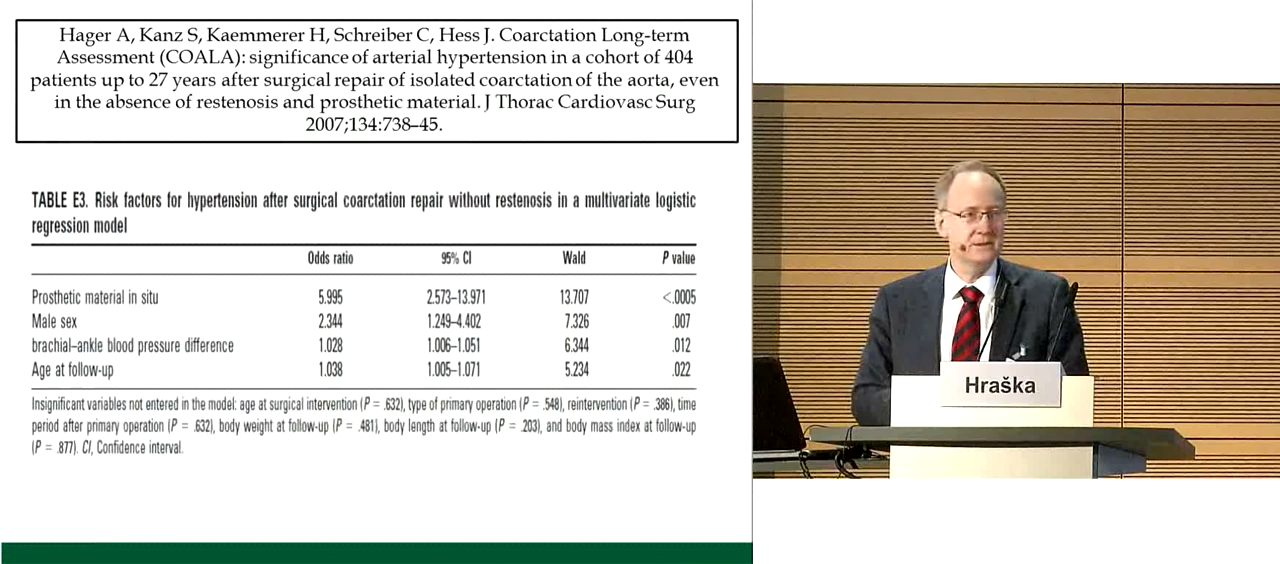 Hager A, Kanz S, Kaemmerer H, Schreiber C, Hess J. Coarctation Long-term
Assessment (COALA): significance of arterial hypertension in a cohort of 404
patients up to 27 years after surgical repair of isolated coarctation of the aorta, even
in the absence of restenosis and prosthetic material. J Thorac Cardiovasc Surg
2007;134:738–45.
TABLE E3. Risk factors for hypertension after surgical coarctation repair without restenosis in a multivariate logistic
regression model
Odds ratio 95% CI Wald P value
Prosthetic material in situ 5.995 2.573–13.971 13.707 <.0005
Male sex 2.344 1.249–4.402 7.326 .007
brachial–ankle blood pressure difference 1.028 1.006–1.051 6.344 .012
Age at follow-up 1.038 1.005–1.071 5.234 .022
Insignificant variables not entered in the model: age at surgical intervention (P = .632), type of primary operation (P = .548), reintervention (P = .386), time
period after primary operation (P = .632), body weight at follow-up (P = .481), body length at follow-up (P = .203), and body mass index at follow-up
(P = .877). CI, Confidence interval.
Hraška